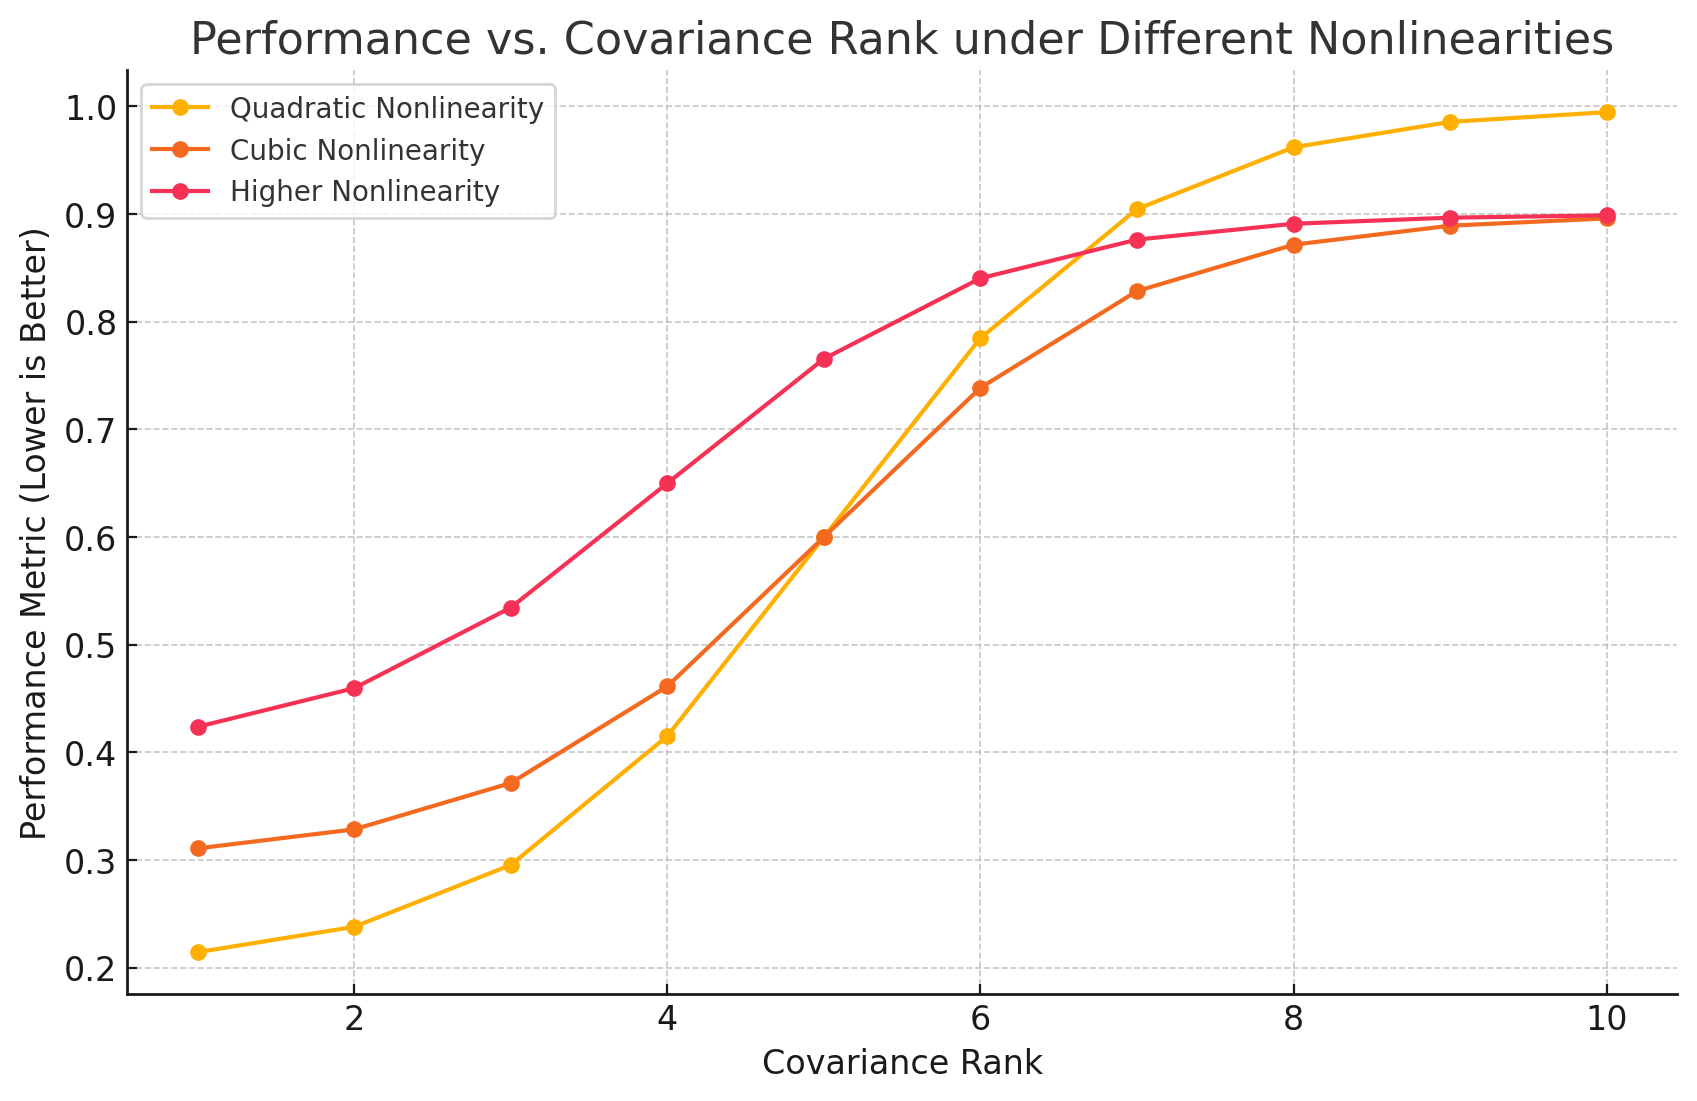 Performance vs. Covariance Rank under Different Nonlinearities
Quadratic Nonlinearity
Cubic Nonlinearity
Higher Nonlinearity
Performance Metric (Lower is Better)
1.0
0.9
0.8
0.7
0.6
0.5
0.4
0.3
0.2
2 4 6 8 10
Covariance Rank